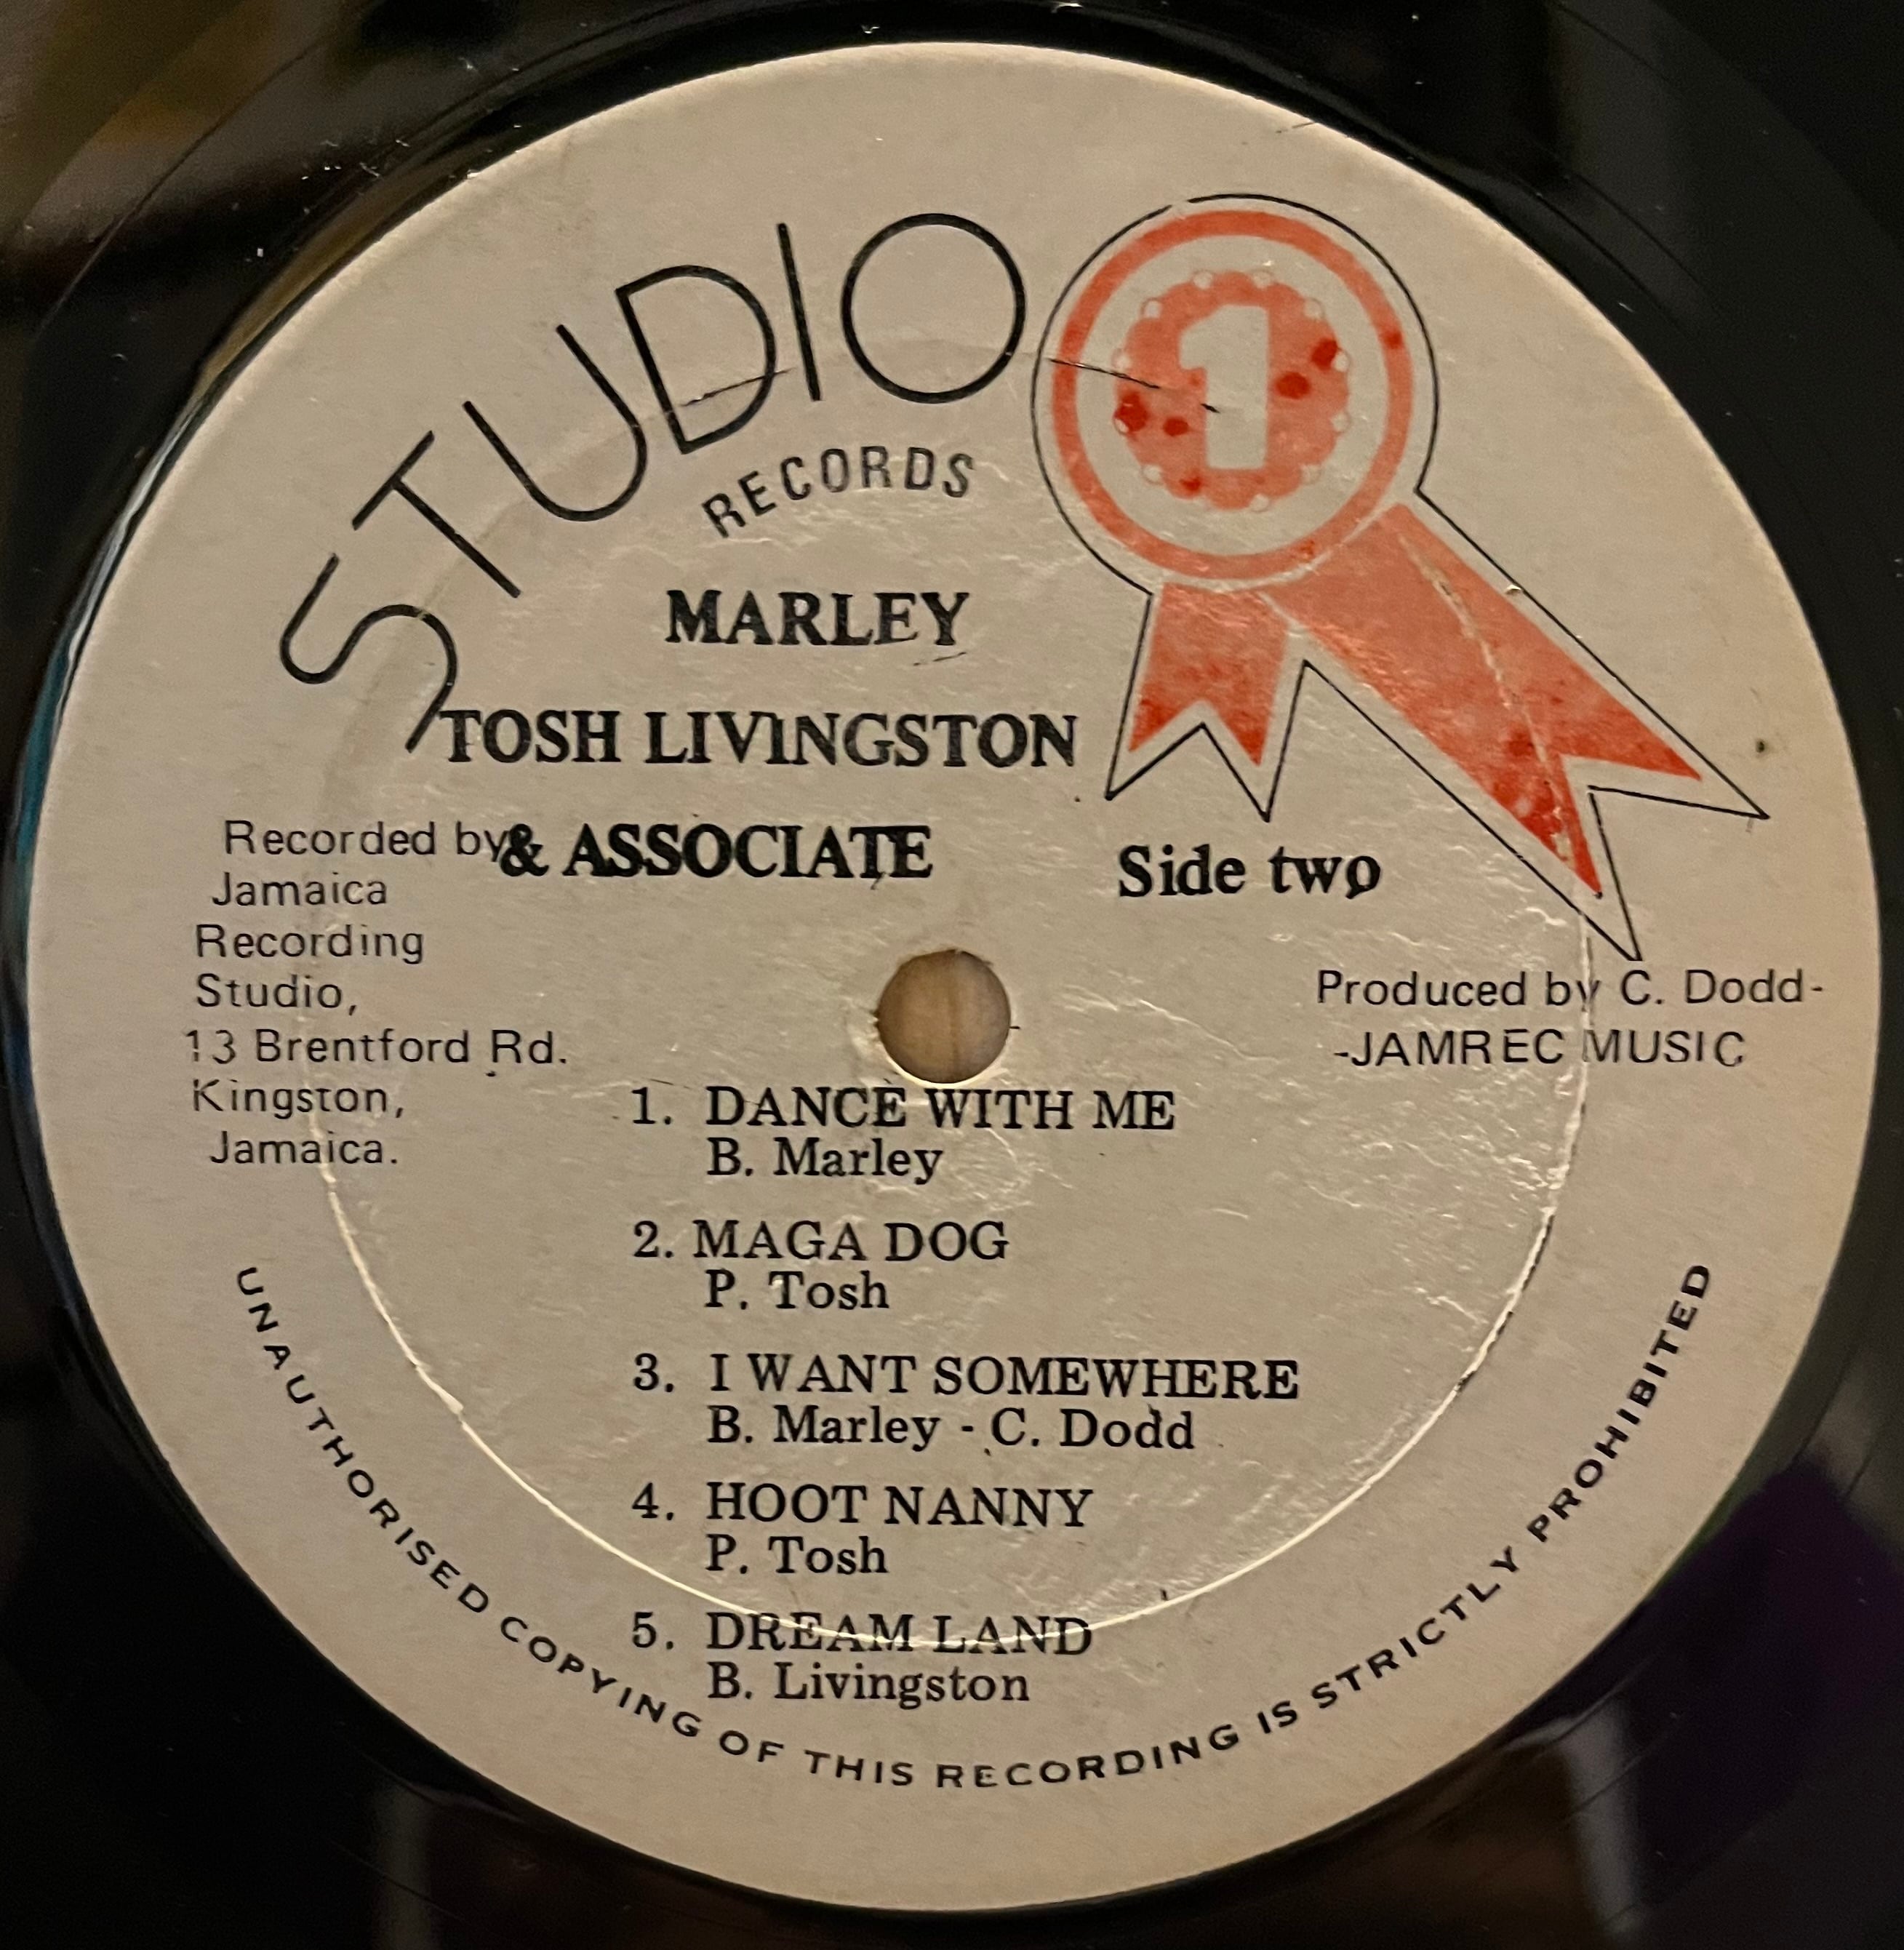 STUDIO 1
RECORDS
MARLEY
TOSH LIVINGSTON
& ASSOCIATE
Side two
Recorded by
Jamaica
Recording
Studio,
13 Brentford Rd.
Kingston,
Jamaica.
Produced by C. Dodd-
-JAMREC MUSIC
1. DANCE WITH ME
B. Marley
2. MAGA DOG
P. Tosh
3. I WANT SOMEWHERE
B. Marley - C. Dodd
4. HOOT NANNY
P. Tosh
5. DREAM LAND
B. Livingston
UNAUTHORISED COPYING OF THIS RECORDING IS STRICTLY PROHIBITED